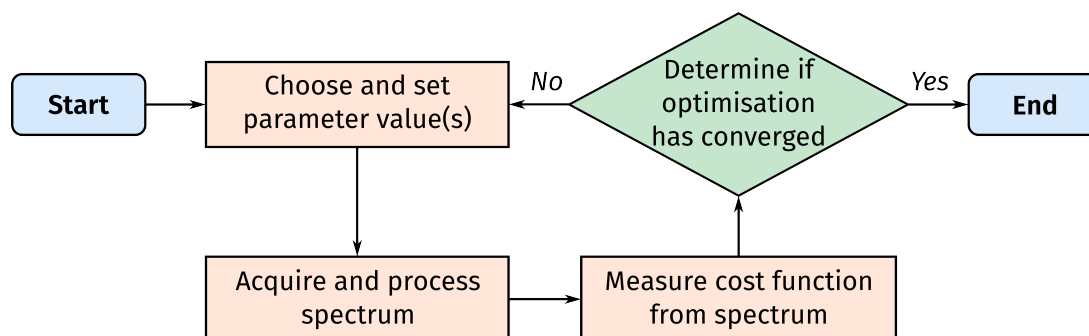 Start
Choose and set
parameter value(s)
No
Determine if
optimisation
has converged
Yes
End
Acquire and process
spectrum
Measure cost function
from spectrum